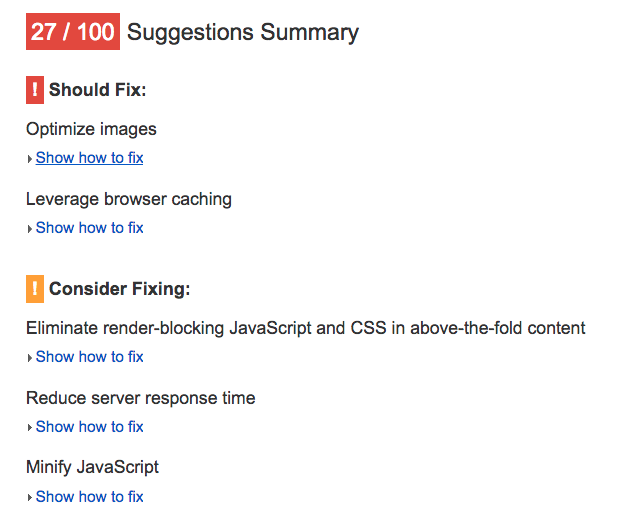 27 / 100 Suggestions Summary
! Should Fix:
Optimize images
Show how to fix
Leverage browser caching
Show how to fix
! Consider Fixing:
Eliminate render-blocking JavaScript and CSS in above-the-fold content
Show how to fix
Reduce server response time
Show how to fix
Minify JavaScript
Show how to fix